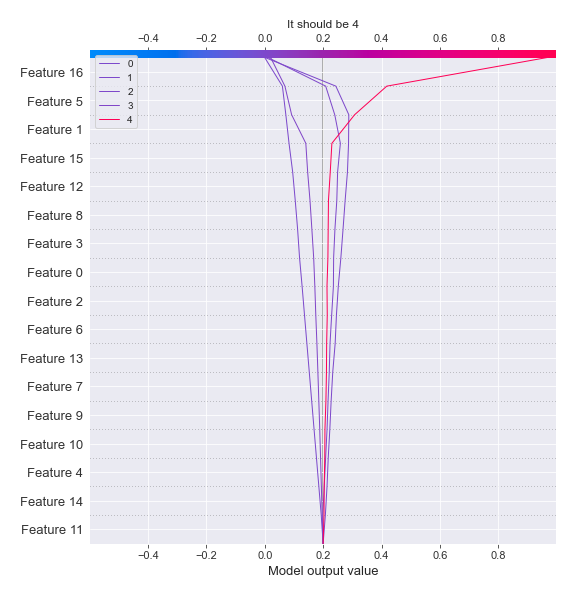 It should be 4
-0.4 -0.2 0.0 0.2 0.4 0.6 0.8
0
1
2
3
4
Feature 16
Feature 5
Feature 1
Feature 15
Feature 12
Feature 8
Feature 3
Feature 0
Feature 2
Feature 6
Feature 13
Feature 7
Feature 9
Feature 10
Feature 4
Feature 14
Feature 11
-0.4 -0.2 0.0 0.2 0.4 0.6 0.8
Model output value